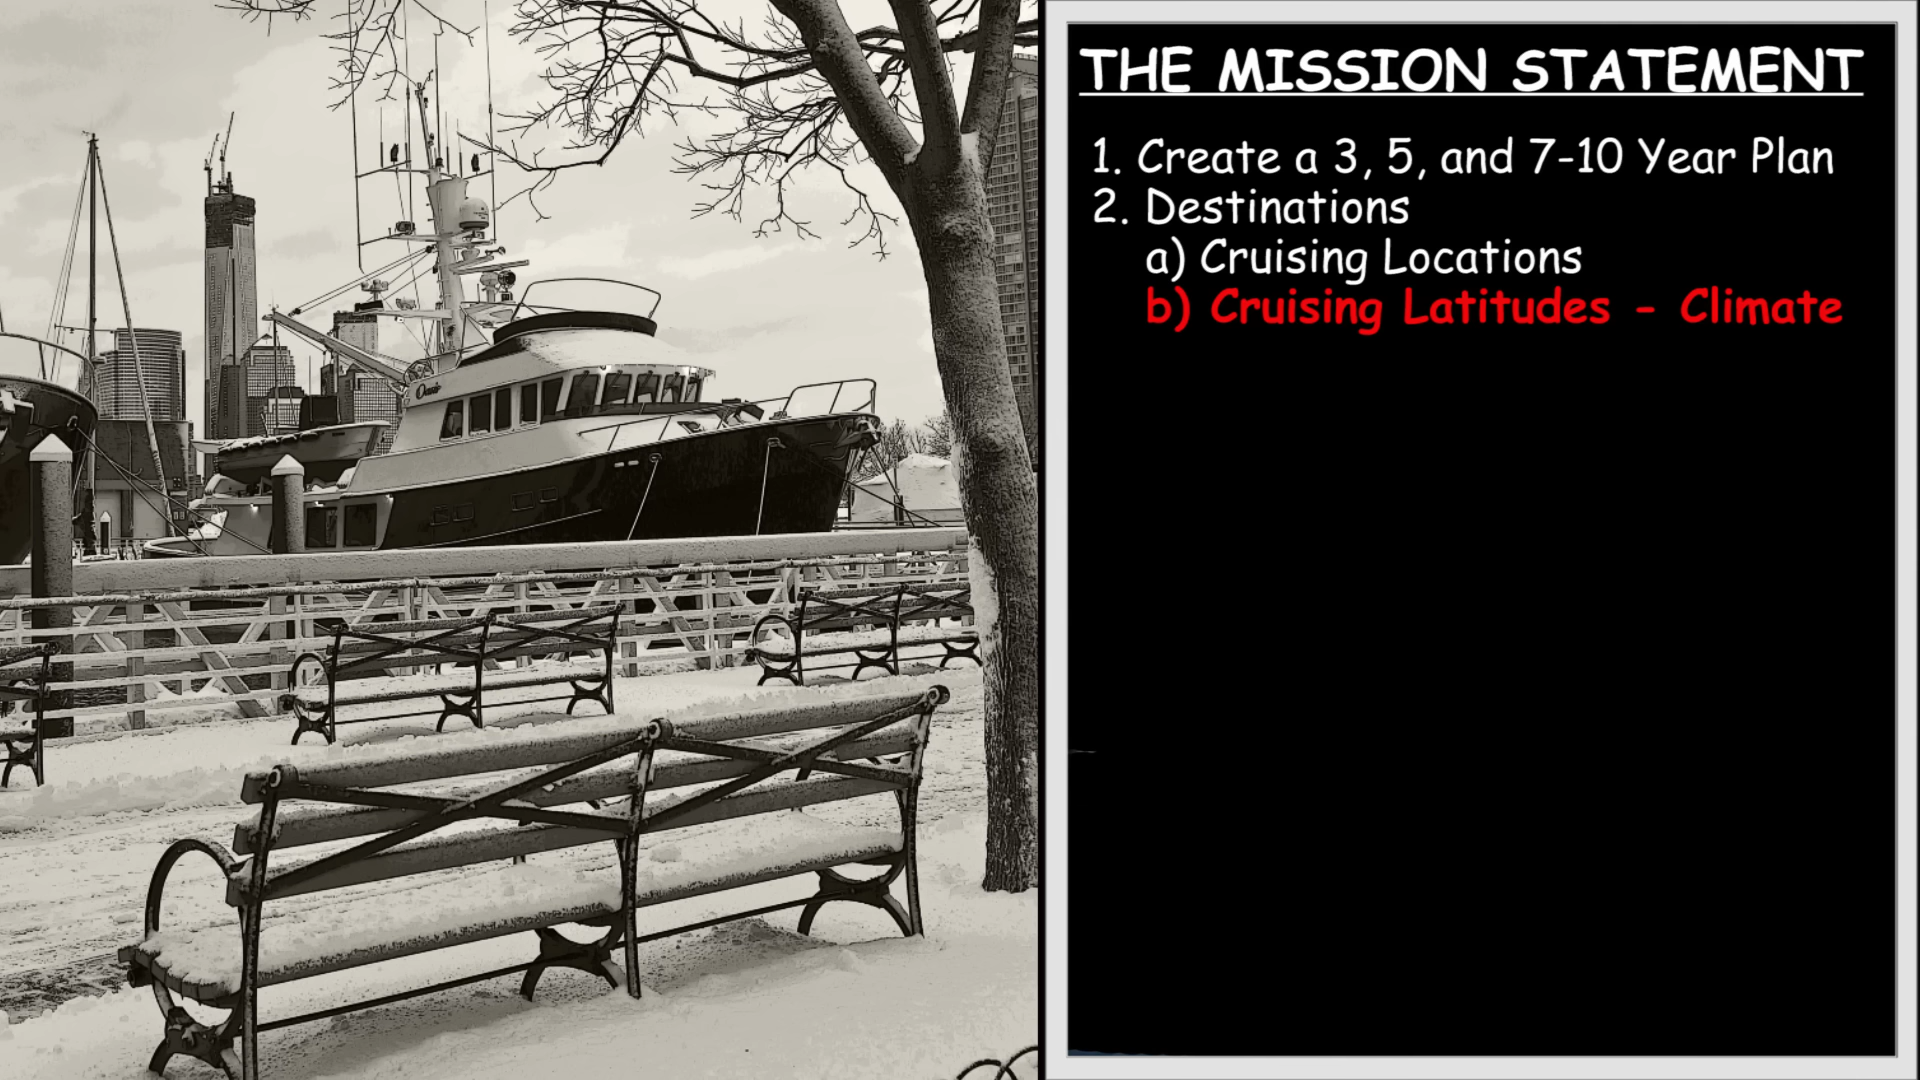 THE MISSION STATEMENT
1. Create a 3, 5, and 7-10 Year Plan
2. Destinations
a) Cruising Locations
b) Cruising Latitudes - Climate